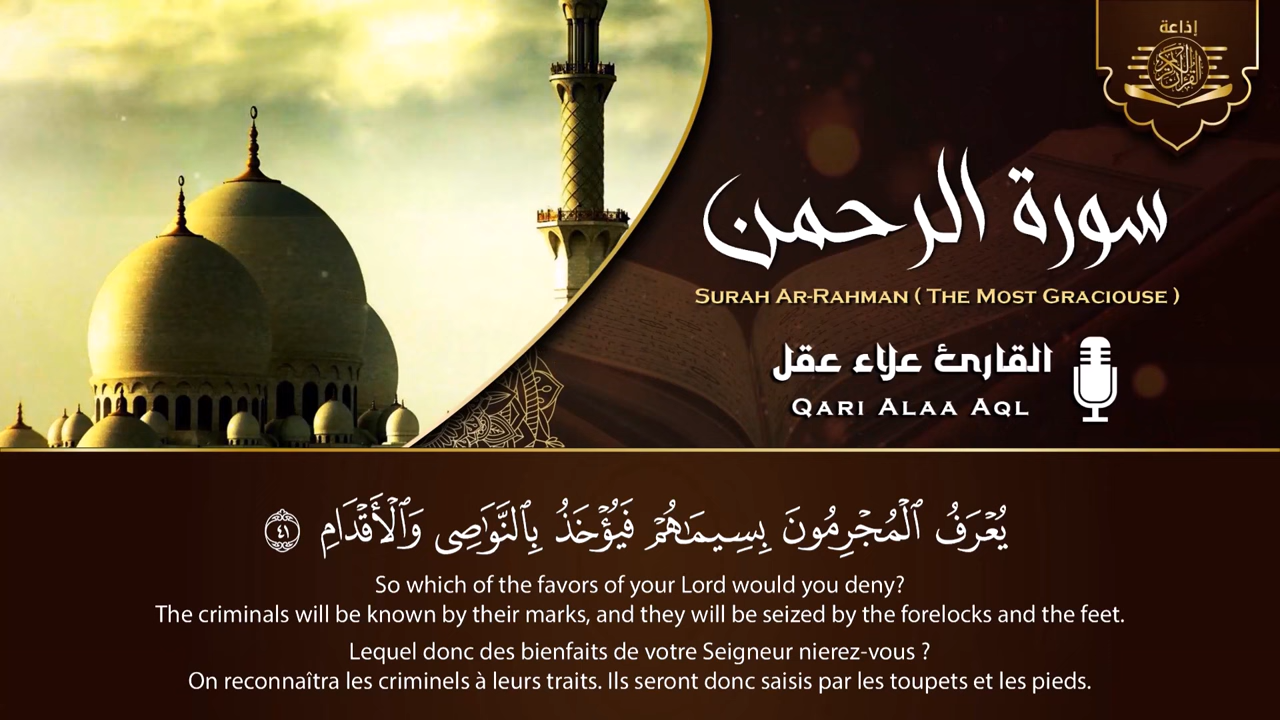 إذاعة
القرآن الكريم
سورة الرحمن
SURAH AR-RAHMAN ( THE MOST GRACIOUSE )
القارئ علاء عقل
QARI ALAA AQL
يُعْرَفُ ٱلْمُجْرِمُونَ بِسِيمَٰهُمْ فَيُؤْخَذُ بِٱلنَّوَٰصِى وَٱلْأَقْدَامِ ٤١
So which of the favors of your Lord would you deny?
The criminals will be known by their marks, and they will be seized by the forelocks and the feet.
Lequel donc des bienfaits de votre Seigneur nierez-vous ?
On reconnaîtra les criminels à leurs traits. Ils seront donc saisis par les toupets et les pieds.